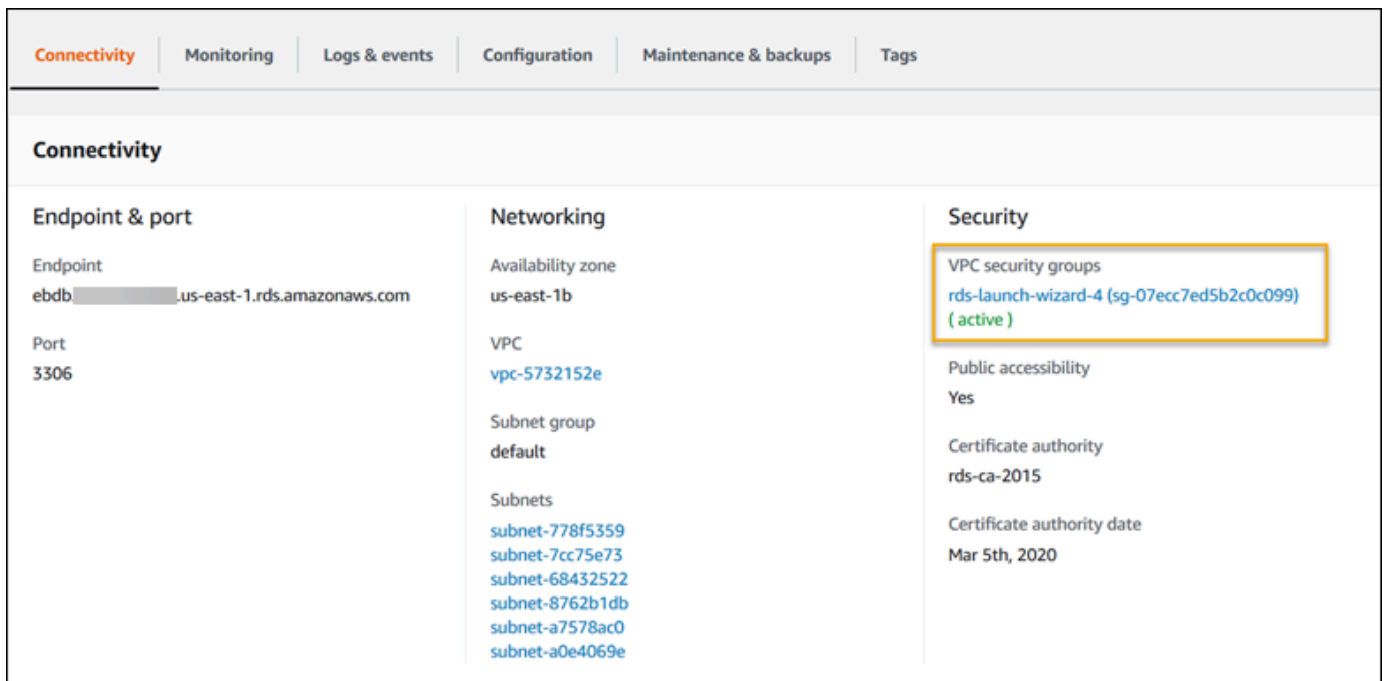 Connectivity
Monitoring
Logs & events
Configuration
Maintenance & backups
Tags
Connectivity
Endpoint & port
Endpoint
ebdb. .us-east-1.rds.amazonaws.com
Port
3306
Networking
Availability zone
us-east-1b
VPC
vpc-5732152e
Subnet group
default
Subnets
subnet-778f5359
subnet-7cc75e73
subnet-68432522
subnet-8762b1db
subnet-a7578ac0
subnet-a0e4069e
Security
VPC security groups
rds-launch-wizard-4 (sg-07ecc7ed5b2c0c099)
( active )
Public accessibility
Yes
Certificate authority
rds-ca-2015
Certificate authority date
Mar 5th, 2020